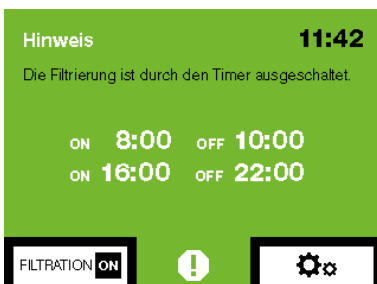 Hinweis 11:42
Die Filtrierung ist durch den Timer ausgeschaltet.
ON 8:00 OFF 10:00
ON 16:00 OFF 22:00
FILTRATION ON